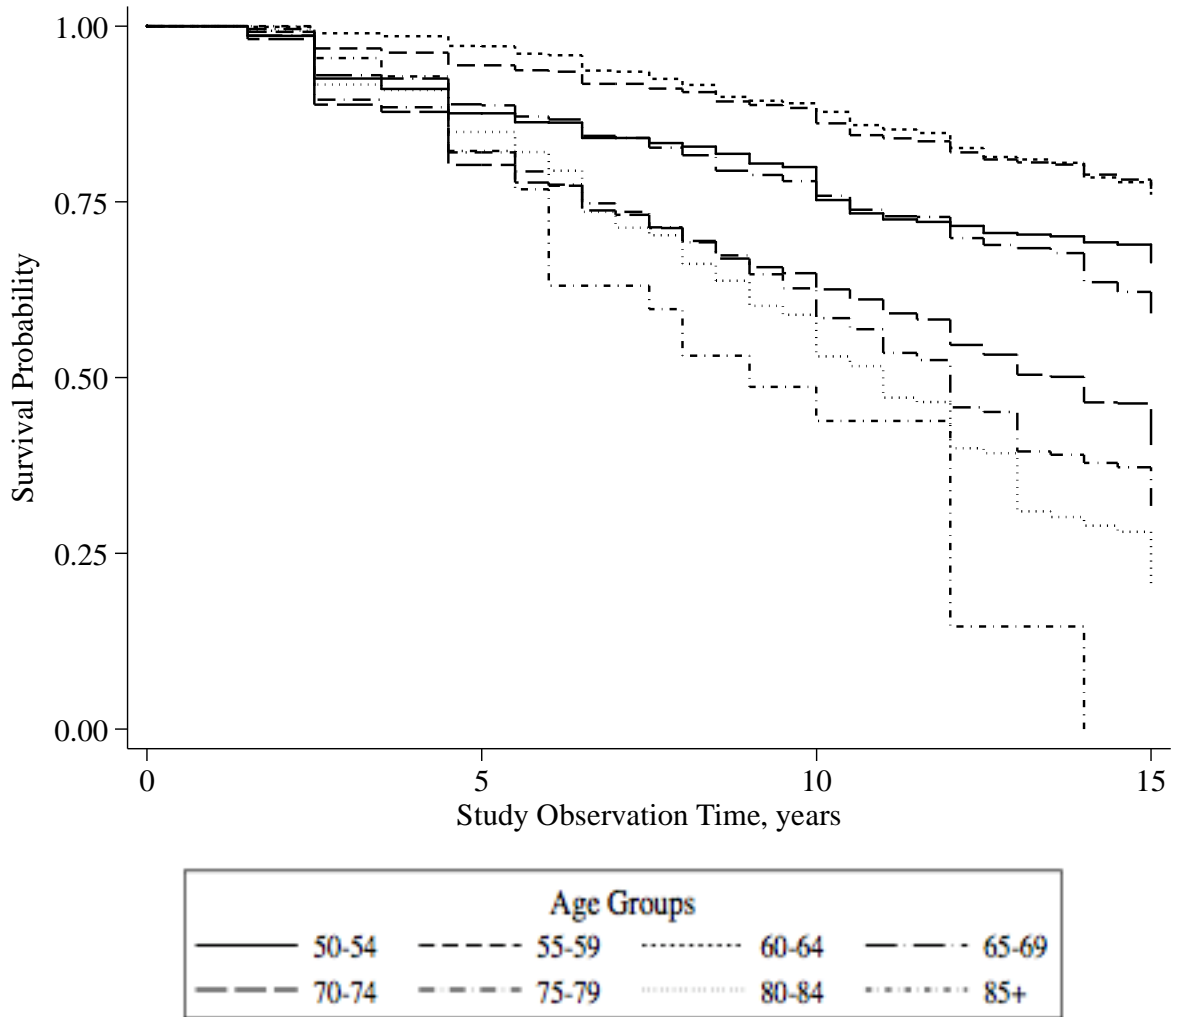 1.00
0.75
0.50
0.25
0.00
Survival Probability
0 5 10 15
Study Observation Time, years
Age Groups
50-54 55-59 60-64 65-69
70-74 75-79 80-84 85+